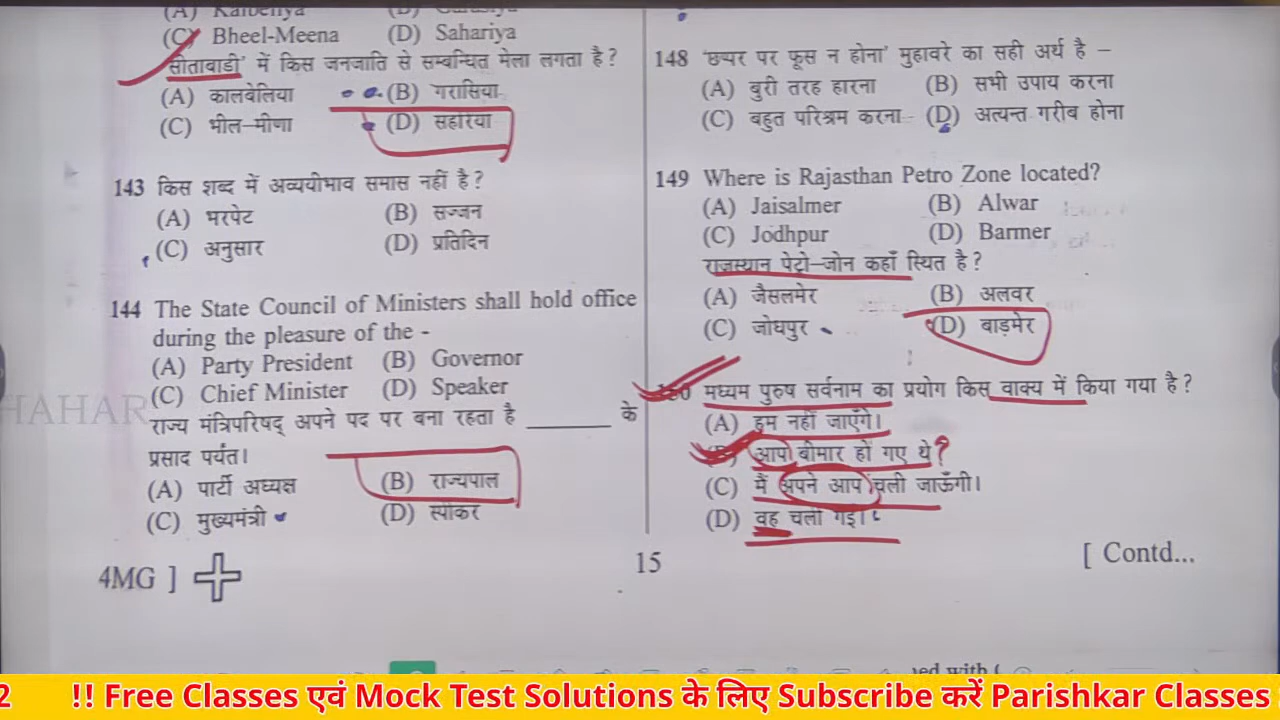 (C) Bheel-Meena (D) Sahariya
सीताबाड़ी' में किस जनजाति से सम्बन्धित मेला लगता है?
(A) कालबेलिया (B) गरासिया
(C) भील-मीणा (D) सहरिया
143 किस शब्द में अव्ययीभाव समास नहीं है?
(A) भरपेट (B) सज्जन
(C) अनुसार (D) प्रतिदिन
144 The State Council of Ministers shall hold office
during the pleasure of the -
(A) Party President (B) Governor
(C) Chief Minister (D) Speaker
राज्य मंत्रिपरिषद् अपने पद पर बना रहता है ________ के
प्रसाद पर्यंत।
(A) पार्टी अध्यक्ष (B) राज्यपाल
(C) मुख्यमंत्री (D) स्पीकर
4MG ]
148 'छप्पर पर फूस न होना' मुहावरे का सही अर्थ है –
(A) बुरी तरह हारना (B) सभी उपाय करना
(C) बहुत परिश्रम करना (D) अत्यन्त गरीब होना
149 Where is Rajasthan Petro Zone located?
(A) Jaisalmer (B) Alwar
(C) Jodhpur (D) Barmer
राजस्थान पेट्रो-जोन कहाँ स्थित है?
(A) जैसलमेर (B) अलवर
(C) जोधपुर (D) बाड़मेर
मध्यम पुरुष सर्वनाम का प्रयोग किस वाक्य में किया गया है?
(A) हम नहीं जाएँगे।
आप बीमार हो गए थे?
(C) मैं अपने आप चली जाऊँगी।
(D) वह चली गई।
15
[ Contd...
2 !! Free Classes एवं Mock Test Solutions के लिए Subscribe करें Parishkar Classes